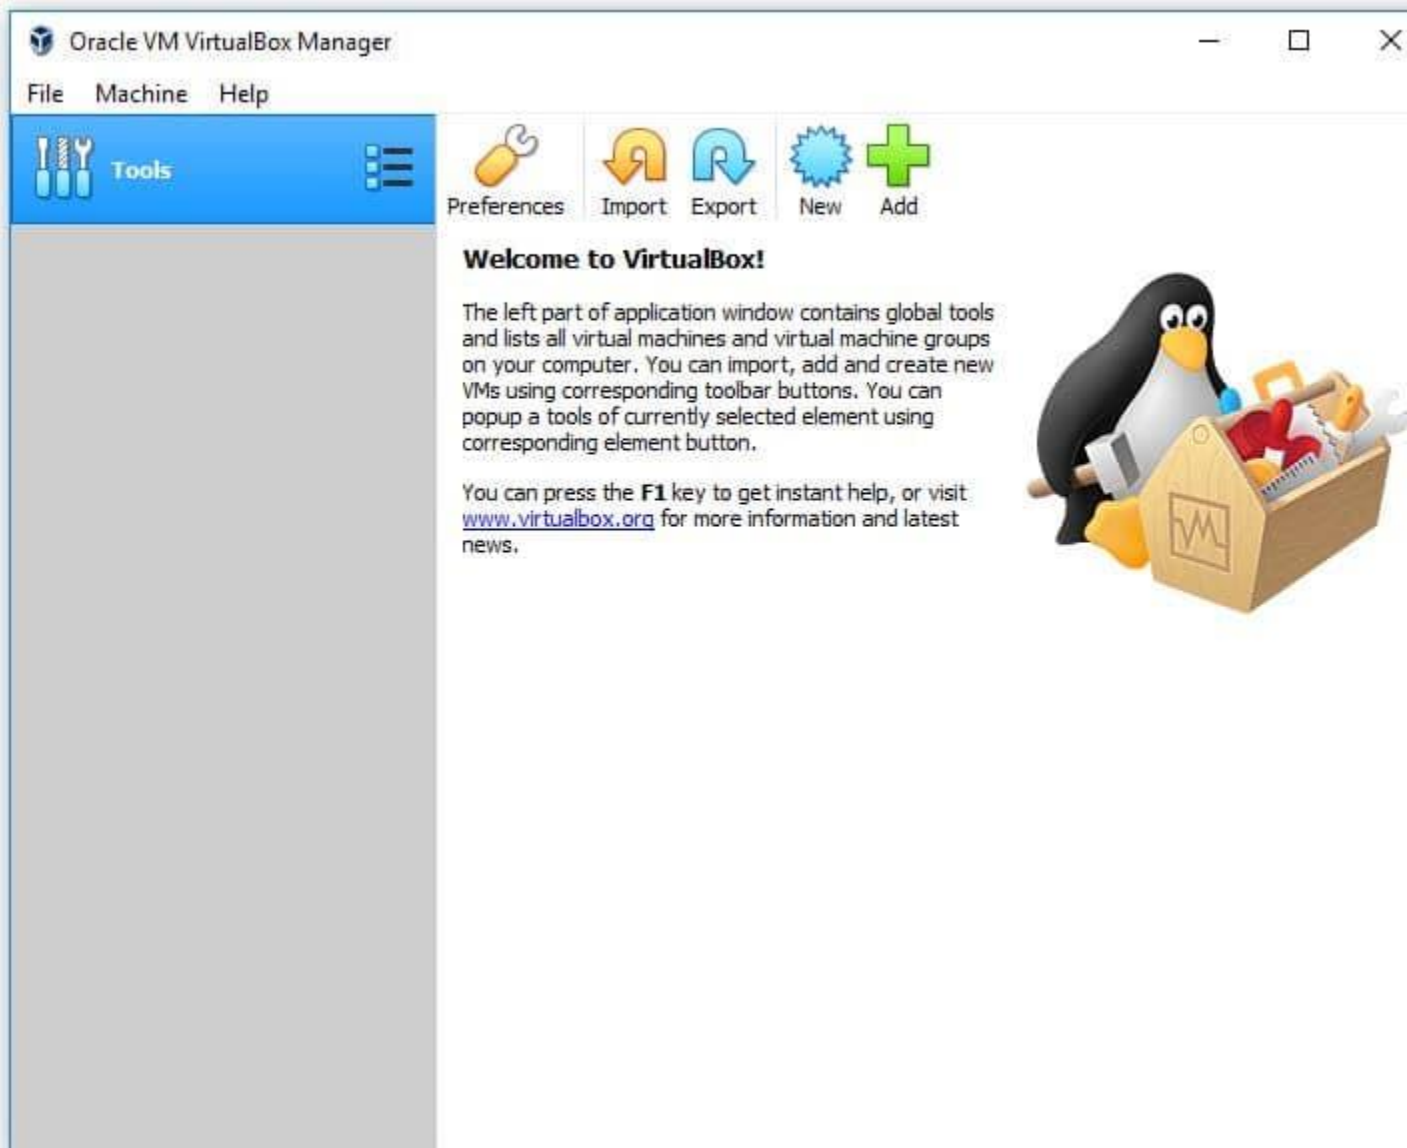 Oracle VM VirtualBox Manager
File Machine Help
Tools
Preferences Import Export New Add
Welcome to VirtualBox!
The left part of application window contains global tools
and lists all virtual machines and virtual machine groups
on your computer. You can import, add and create new
VMs using corresponding toolbar buttons. You can
popup a tools of currently selected element using
corresponding element button.
You can press the F1 key to get instant help, or visit
www.virtualbox.org for more information and latest
news.